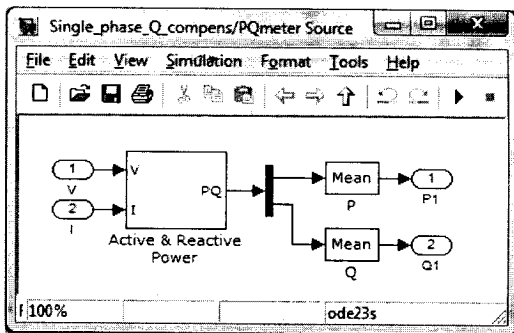 Single_phase_Q_compens/PQmeter Source
File Edit View Simulation Format Tools Help
1 V PQ Mean 1
V P P1
2 I Mean 2
I Active & Reactive Power Q Q1
100% ode23s